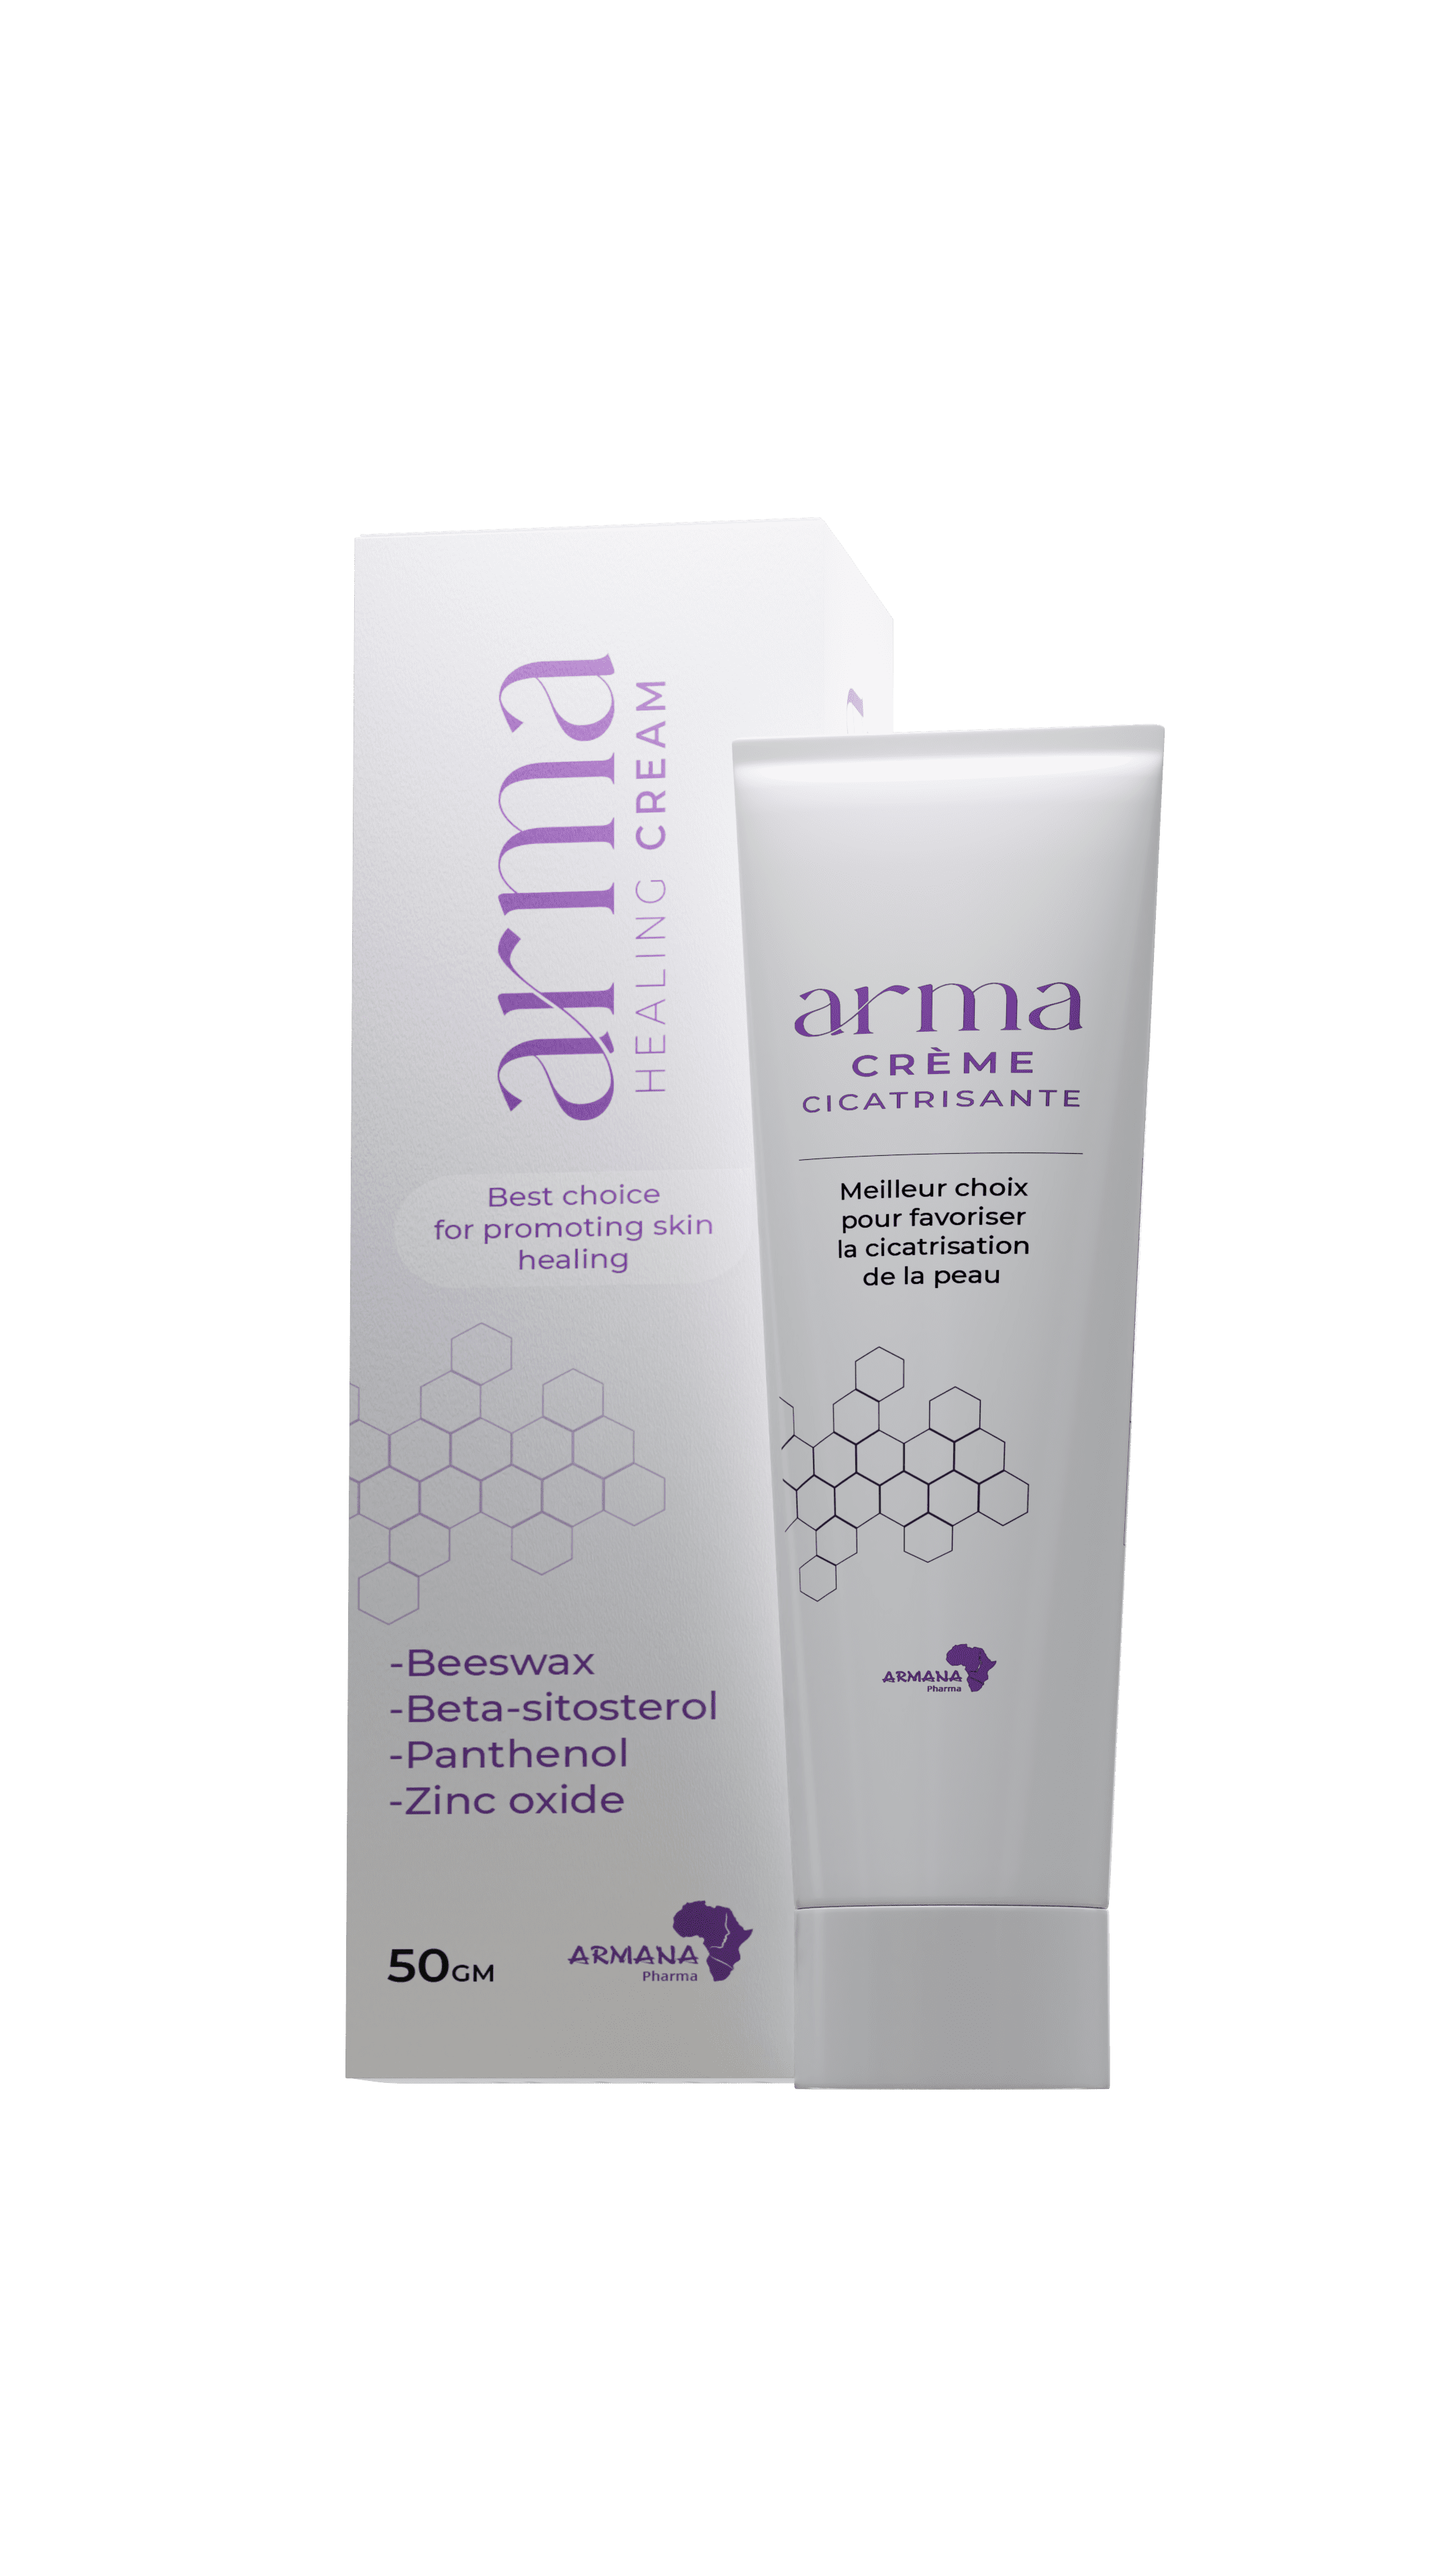 arma
HEALING CREAM
Best choice
for promoting skin
healing
-Beeswax
-Beta-sitosterol
-Panthenol
-Zinc oxide
50GM
ARMANA
Pharma
arma
CRÈME
CICATRISANTE
Meilleur choix
pour favoriser
la cicatrisation
de la peau
ARMANA
Pharma